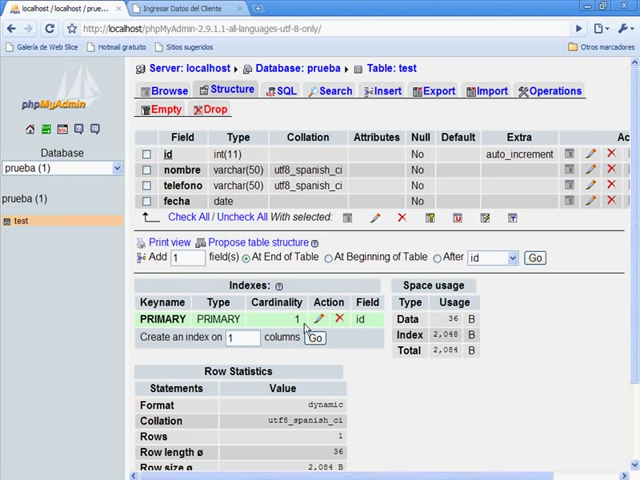 localhost / localhost / prue...
Ingresar Datos del Cliente
http://localhost/phpMyAdmin-2.9.1.1-all-languages-utf-8-only/
Galería de Web Slice Hotmail gratuito Sitios sugeridos Otros marcadores
phpMyAdmin
Database
prueba (1)
prueba (1)
test
Server: localhost Database: prueba Table: test
Browse Structure SQL Search Insert Export Import Operations
Empty Drop
Field Type Collation Attributes Null Default Extra Ac
id int(11) No auto_increment
nombre varchar(50) utf8_spanish_ci No
telefono varchar(50) utf8_spanish_ci No
fecha date No
Check All / Uncheck All With selected:
Print view Propose table structure
Add 1 field(s) At End of Table At Beginning of Table After id Go
Indexes:
Keyname Type Cardinality Action Field
PRIMARY PRIMARY 1 id
Create an index on 1 columns Go
Space usage
Type Usage
Data 36 B
Index 2,048 B
Total 2,084 B
Row Statistics
Statements Value
Format dynamic
Collation utf8_spanish_ci
Rows 1
Row length ø 36
Row size ø 2,084 B